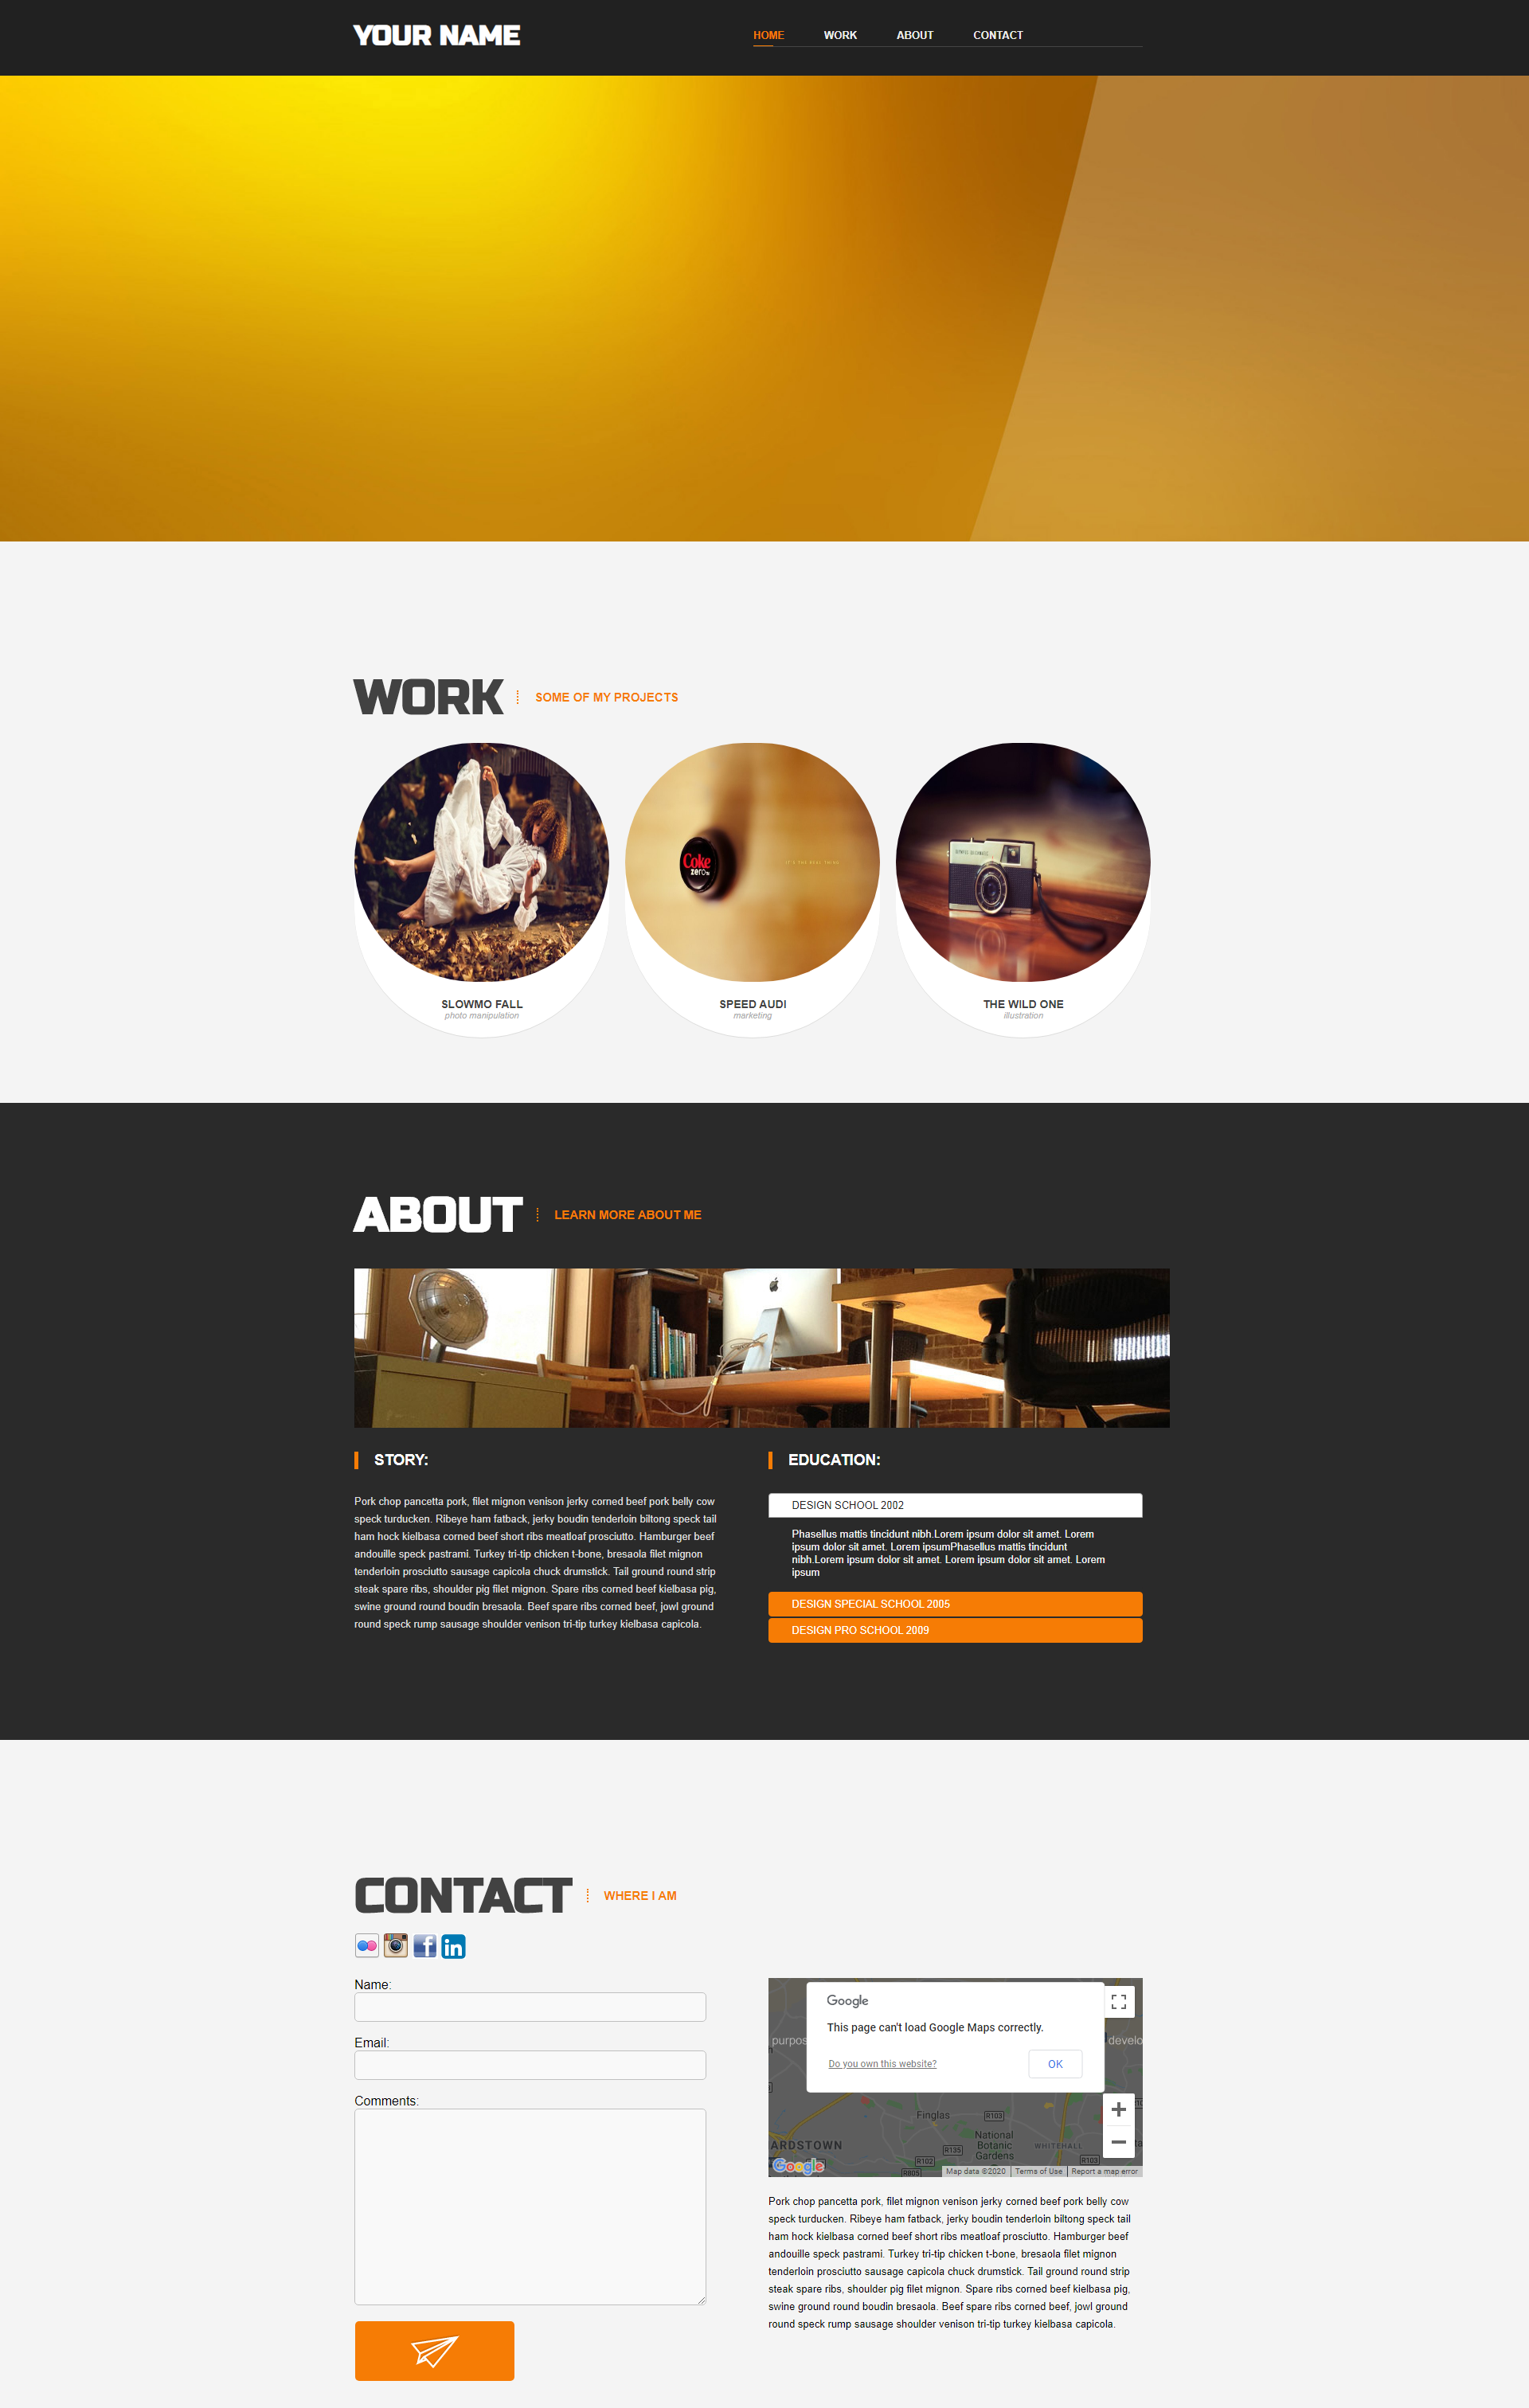 YOUR NAME
HOME WORK ABOUT CONTACT
WORK
SOME OF MY PROJECTS
Coke
zero
IT'S THE REAL THING
SLOWMO FALL
photo manipulation
SPEED AUDI
marketing
THE WILD ONE
illustration
ABOUT
LEARN MORE ABOUT ME
STORY:
Pork chop pancetta pork, filet mignon venison jerky corned beef pork belly cow
speck turducken. Ribeye ham fatback, jerky boudin tenderloin biltong speck tail
ham hock kielbasa corned beef short ribs meatloaf prosciutto. Hamburger beef
andouille speck pastrami. Turkey tri-tip chicken t-bone, bresaola filet mignon
tenderloin prosciutto sausage capicola chuck drumstick. Tail ground round strip
steak spare ribs, shoulder pig filet mignon. Spare ribs corned beef kielbasa pig,
swine ground round boudin bresaola. Beef spare ribs corned beef, jowl ground
round speck rump sausage shoulder venison tri-tip turkey kielbasa capicola.
EDUCATION:
DESIGN SCHOOL 2002
Phasellus mattis tincidunt nibh.Lorem ipsum dolor sit amet. Lorem
ipsum dolor sit amet. Lorem ipsumPhasellus mattis tincidunt
nibh.Lorem ipsum dolor sit amet. Lorem ipsum dolor sit amet. Lorem
ipsum
DESIGN SPECIAL SCHOOL 2005
DESIGN PRO SCHOOL 2009
CONTACT
WHERE I AM
in
Name:
Email:
Comments:
Google
This page can't load Google Maps correctly.
Do you own this website?
OK
purpos
develo
Finglas
R103
ARDSTOWN
R135
National
Botanic
Gardens
WHITEHALL
R102
R103
R805
Google
Map data ©2020
Terms of Use
Report a map error
Pork chop pancetta pork, filet mignon venison jerky corned beef pork belly cow
speck turducken. Ribeye ham fatback, jerky boudin tenderloin biltong speck tail
ham hock kielbasa corned beef short ribs meatloaf prosciutto. Hamburger beef
andouille speck pastrami. Turkey tri-tip chicken t-bone, bresaola filet mignon
tenderloin prosciutto sausage capicola chuck drumstick. Tail ground round strip
steak spare ribs, shoulder pig filet mignon. Spare ribs corned beef kielbasa pig,
swine ground round boudin bresaola. Beef spare ribs corned beef, jowl ground
round speck rump sausage shoulder venison tri-tip turkey kielbasa capicola.